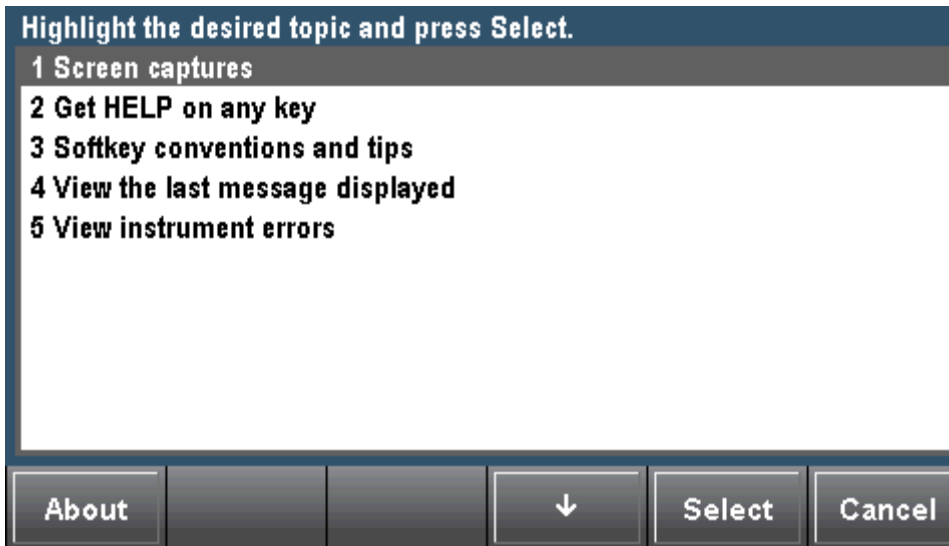 Highlight the desired topic and press Select.
1 Screen captures
2 Get HELP on any key
3 Softkey conventions and tips
4 View the last message displayed
5 View instrument errors
About ↓ Select Cancel